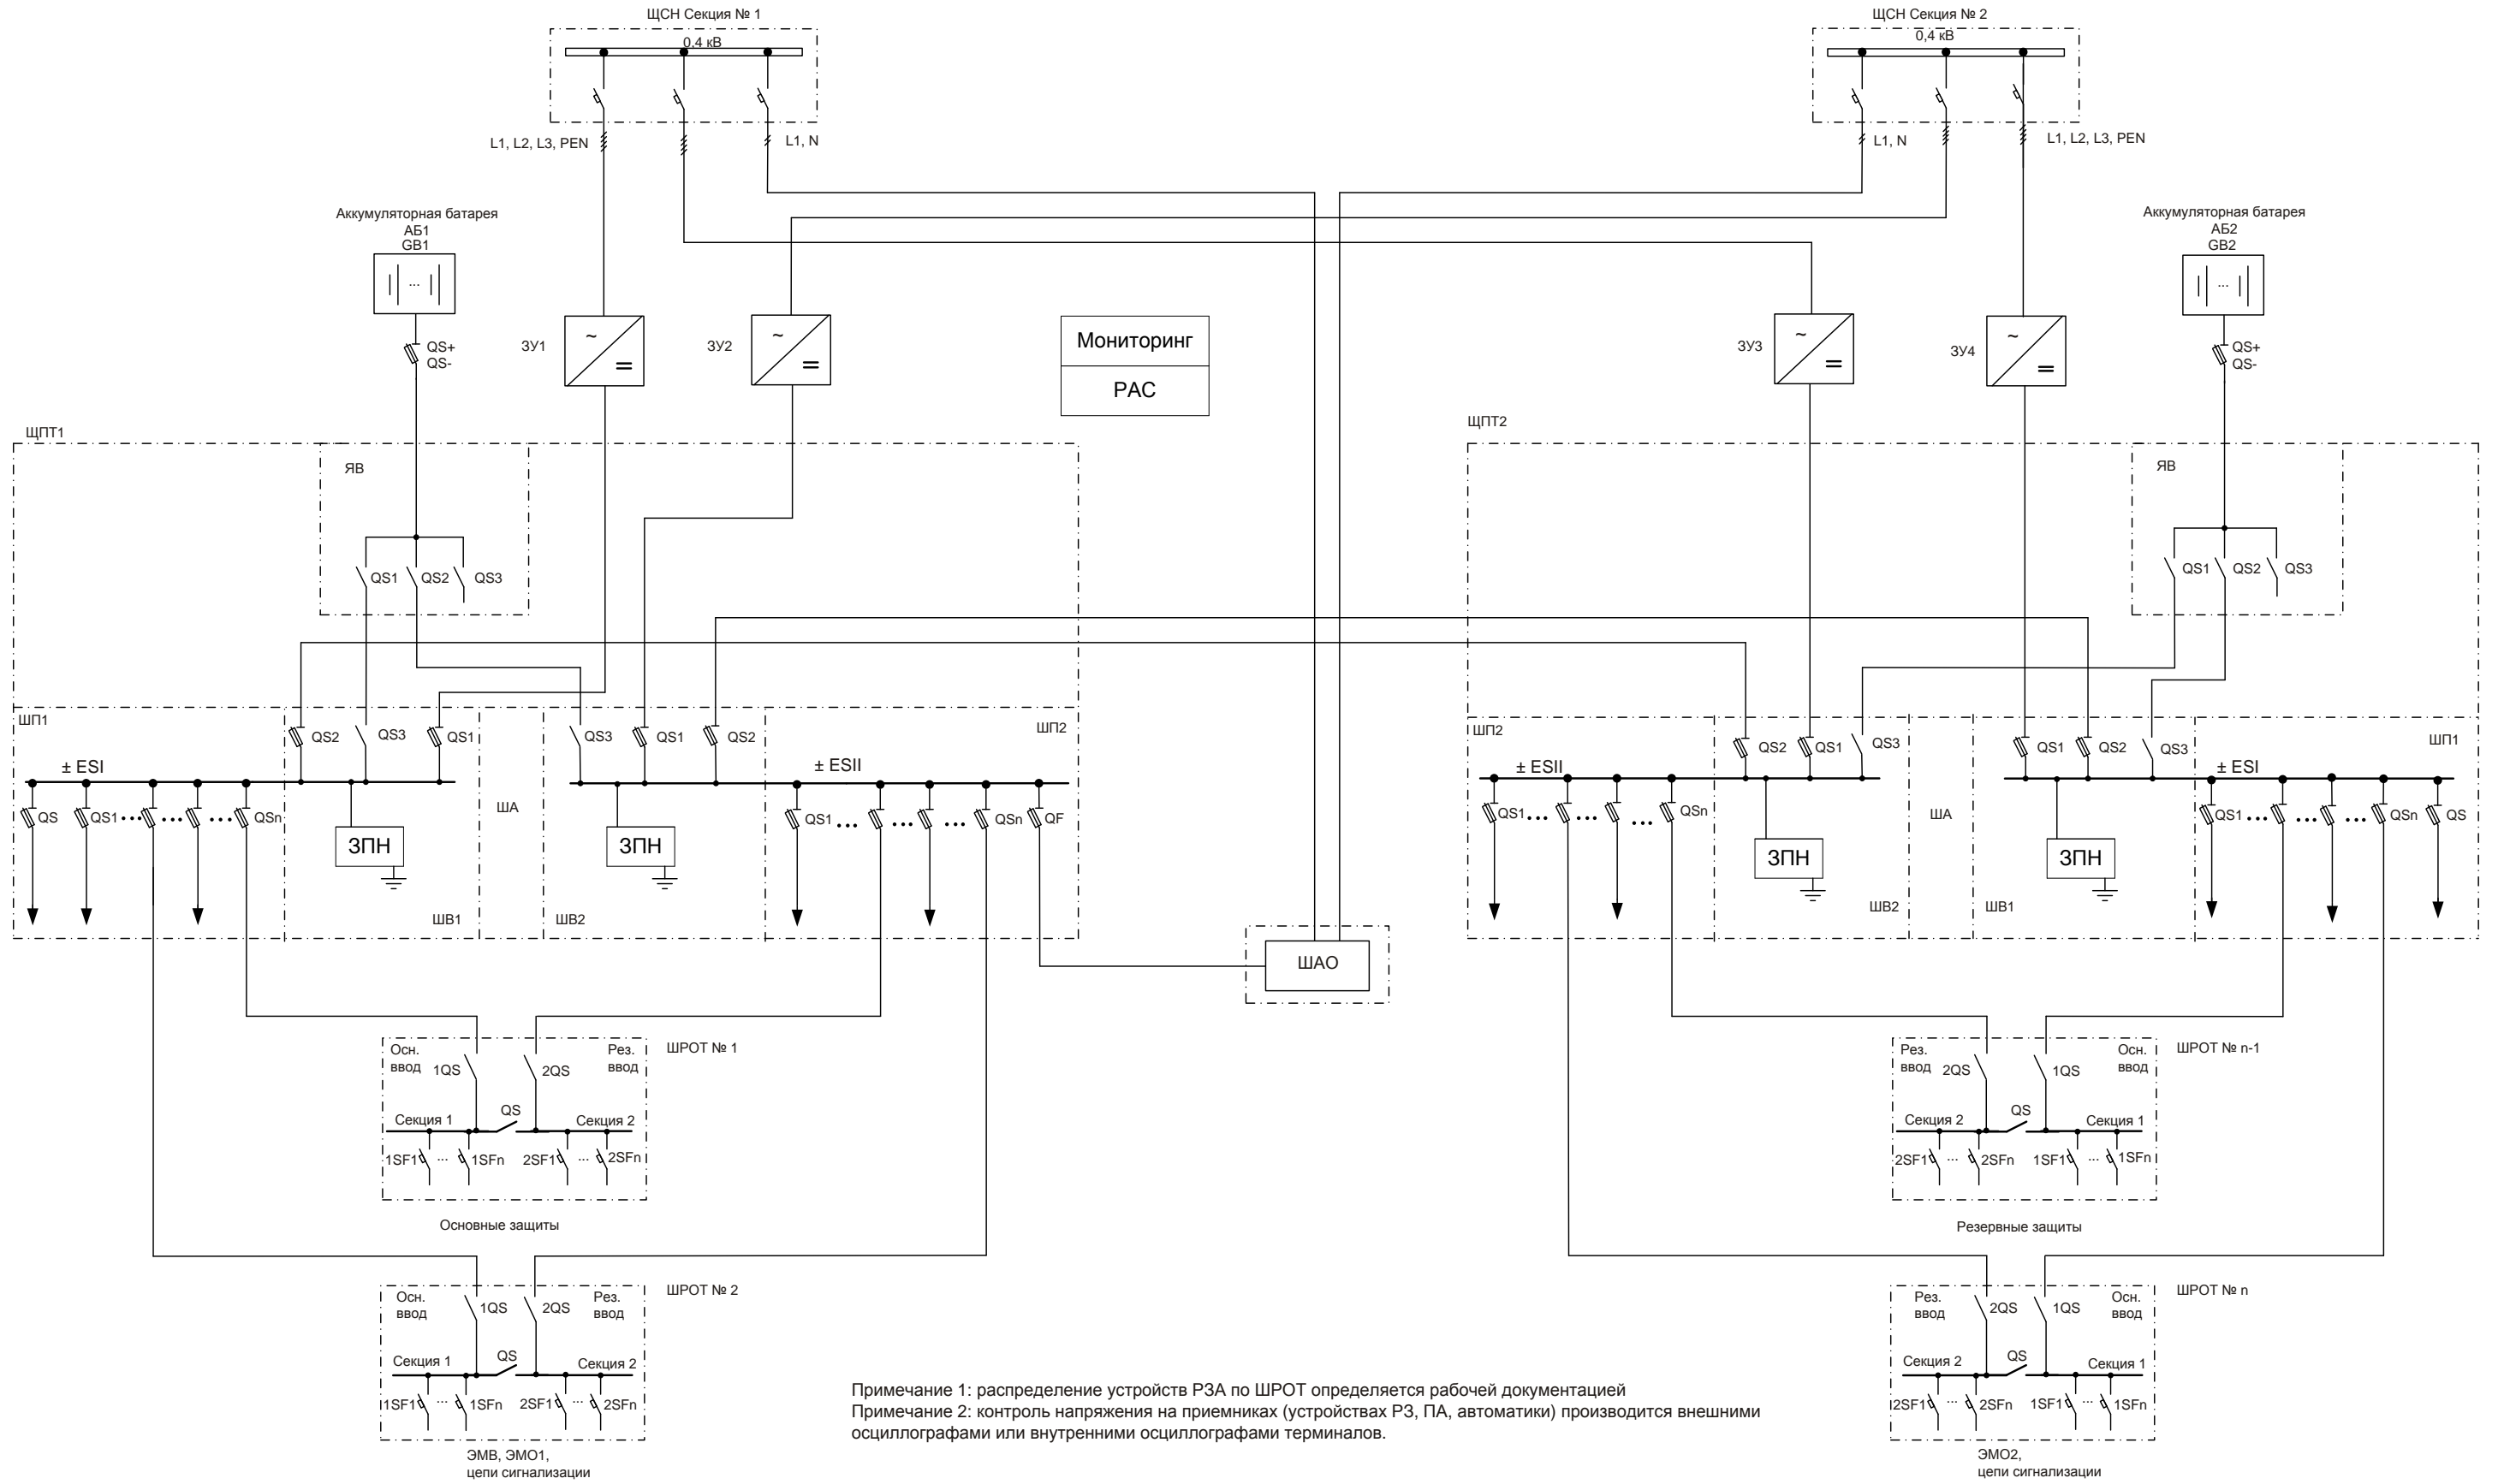 ЩСН Секция № 1
0,4 кВ
L1, L2, L3, PEN
L1, N
ЩСН Секция № 2
0,4 кВ
L1, N
L1, L2, L3, PEN
Аккумуляторная батарея
АБ1
GB1
QS+
QS-
ЗУ1
~
=
ЗУ2
~
=
Мониторинг
РАС
ЗУ3
~
=
ЗУ4
~
=
Аккумуляторная батарея
АБ2
GB2
QS+
QS-
ЩПТ1
ЯВ
QS1
QS2
QS3
ЩПТ2
ЯВ
QS1
QS2
QS3
ШП1
QS2
QS3
QS1
QS3
QS1
QS2
ШП2
± ESI
± ESII
QS
QS1
...
...
...
QSn
ЗПН
ША
ЗПН
QS1
...
...
...
QSn
QF
ШВ1
ШВ2
ШП2
QS2
QS1
QS3
QS1
QS2
QS3
ШП1
± ESII
± ESI
QS1
...
...
...
QSn
ЗПН
ША
ЗПН
QS1
...
...
...
QSn
QS
ШВ2
ШВ1
ШАО
ШРОТ № 1
Осн.
ввод
1QS
2QS
Рез.
ввод
Секция 1
QS
Секция 2
1SF1
...
1SFn
2SF1
...
2SFn
Основные защиты
ШРОТ № n-1
Рез.
ввод
2QS
1QS
Осн.
ввод
Секция 2
QS
Секция 1
2SF1
...
2SFn
1SF1
...
1SFn
Резервные защиты
ШРОТ № 2
Осн.
ввод
1QS
2QS
Рез.
ввод
Секция 1
QS
Секция 2
1SF1
...
1SFn
2SF1
...
2SFn
ЭМВ, ЭМО1,
цепи сигнализации
ШРОТ № n
Рез.
ввод
2QS
1QS
Осн.
ввод
Секция 2
QS
Секция 1
2SF1
...
2SFn
1SF1
...
1SFn
ЭМО2,
цепи сигнализации
Примечание 1: распределение устройств РЗА по ШРОТ определяется рабочей документацией
Примечание 2: контроль напряжения на приемниках (устройствах РЗ, ПА, автоматики) производится внешними
осциллографами или внутренними осциллографами терминалов.